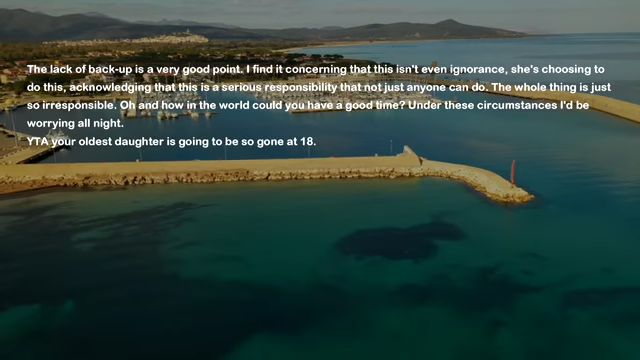 The lack of back-up is a very good point. I find it concerning that this isn't even ignorance, she's choosing to
do this, acknowledging that this is a serious responsibility that not just anyone can do. The whole thing is just
so irresponsible. Oh and how in the world could you have a good time? Under these circumstances I'd be
worrying all night.
YTA your oldest daughter is going to be so gone at 18.